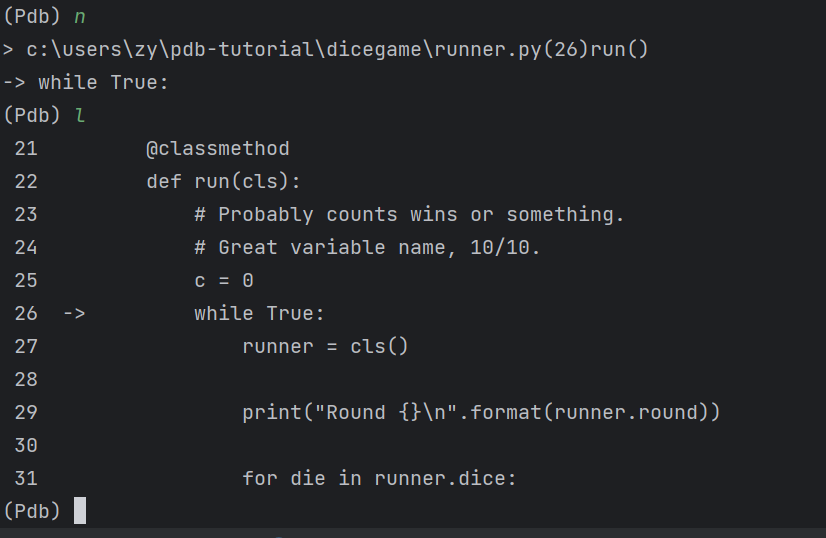 (Pdb) n
> c:\users\zy\pdb-tutorial\dicegame\runner.py(26)run()
-> while True:
(Pdb) l
 21         @classmethod
 22         def run(cls):
 23             # Probably counts wins or something.
 24             # Great variable name, 10/10.
 25             c = 0
 26  ->         while True:
 27                 runner = cls()
 28
 29                 print("Round {}\n".format(runner.round))
 30
 31                 for die in runner.dice:
(Pdb)